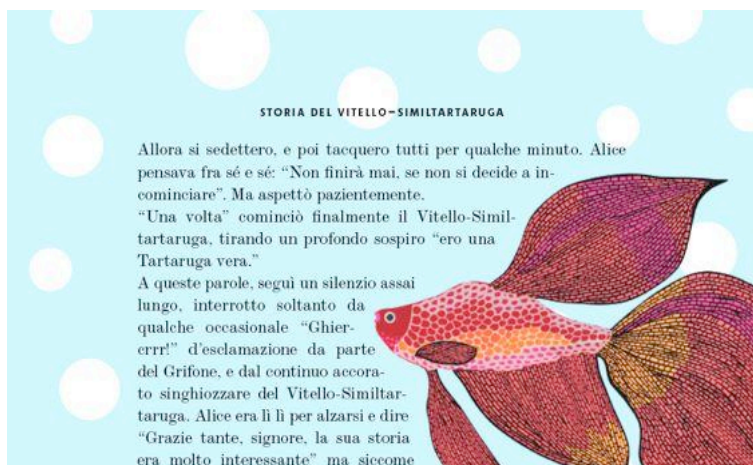 STORIA DEL VITELLO-SIMILTARTARUGA
Allora si sedettero, e poi tacquero tutti per qualche minuto. Alice
pensava fra sé e sé: “Non finirà mai, se non si decide a in-
cominciare”. Ma aspettò pazientemente.
“Una volta” cominciò finalmente il Vitello-Simil-
tartaruga, tirando un profondo sospiro “ero una
Tartaruga vera.”
A queste parole, seguì un silenzio assai
lungo, interrotto soltanto da
qualche occasionale “Ghier-
crrr!” d’esclamazione da parte
del Grifone, e dal continuo accora-
to singhiozzare del Vitello-Similtar-
taruga. Alice era lì lì per alzarsi e dire
“Grazie tante, signore, la sua storia
era molto interessante” ma siccome